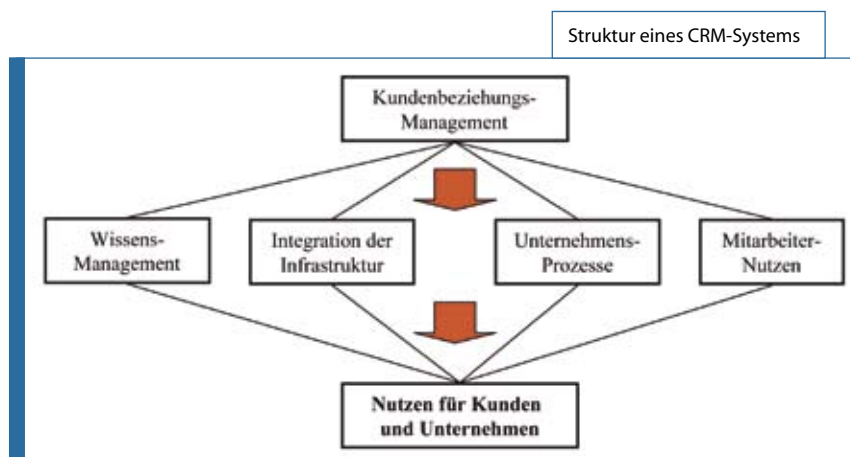 Struktur eines CRM-Systems
Kundenbeziehungs-
Management
Wissens-
Management
Integration der
Infrastruktur
Unternehmens-
Prozesse
Mitarbeiter-
Nutzen
Nutzen für Kunden
und Unternehmen